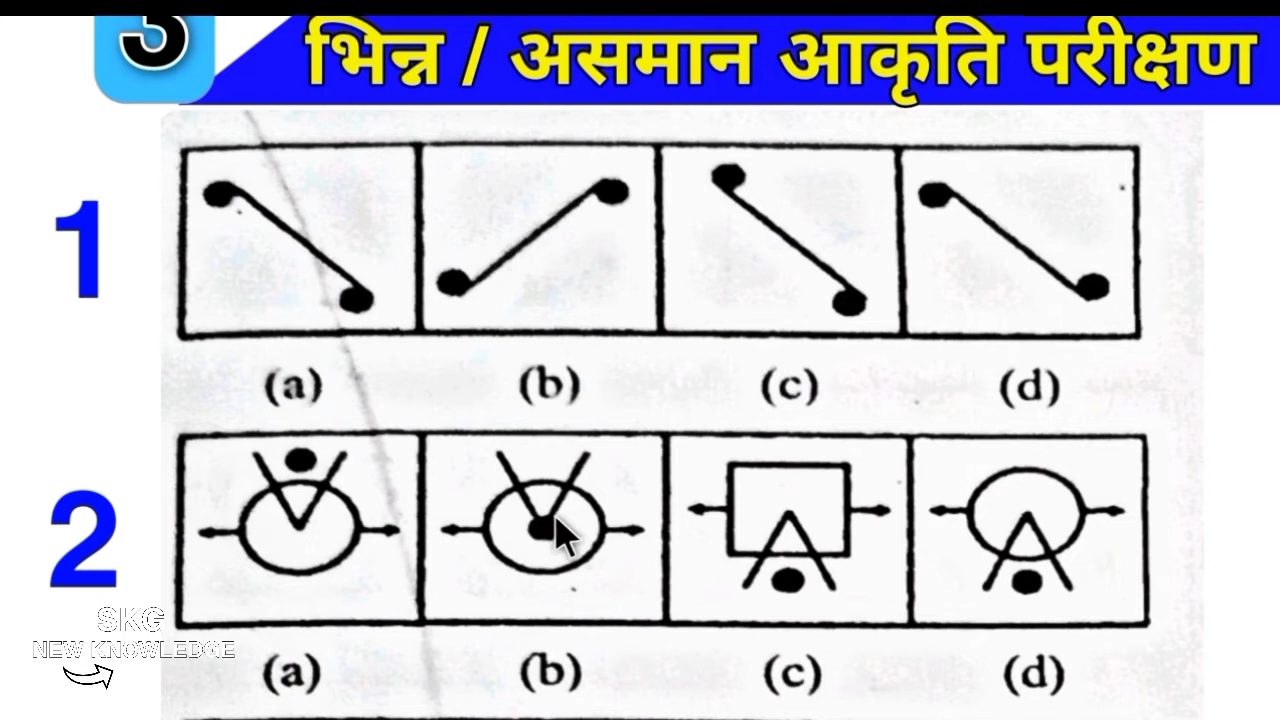 3
भिन्न / असमान आकृति परीक्षण
1
(a) (b) (c) (d)
2
SKG
NEW KNOWLEDGE
(a) (b) (c) (d)